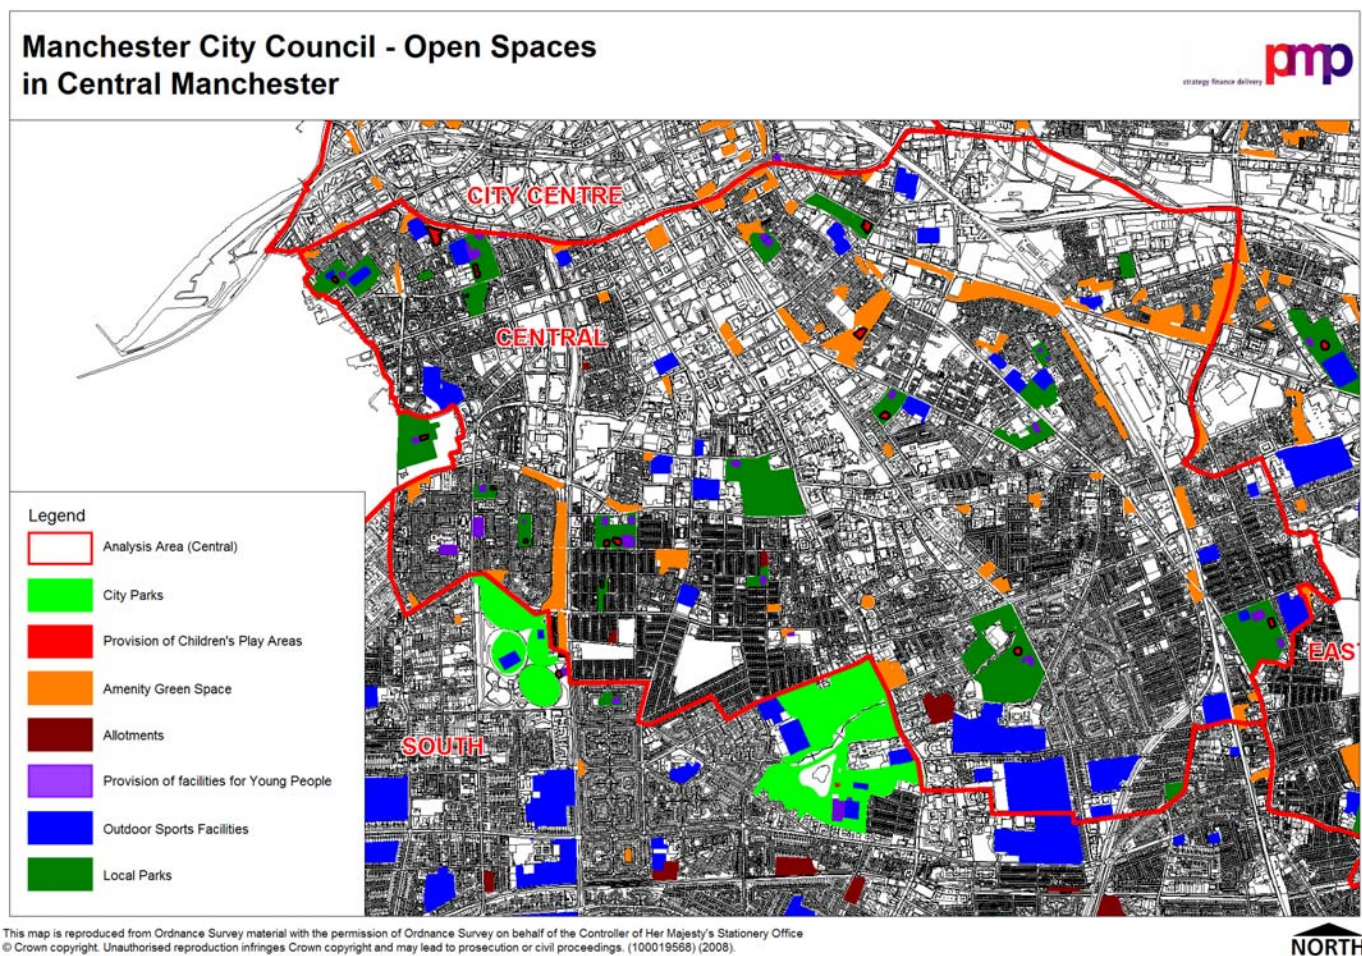 Manchester City Council - Open Spaces
in Central Manchester
strategy finance delivery
pmp
CITY CENTRE
CENTRAL
Legend
Analysis Area (Central)
City Parks
Provision of Children's Play Areas
Amenity Green Space
Allotments
Provision of facilities for Young People
Outdoor Sports Facilities
Local Parks
SOUTH
EAS
This map is reproduced from Ordnance Survey material with the permission of Ordnance Survey on behalf of the Controller of Her Majesty's Stationery Office
© Crown copyright. Unauthorised reproduction infringes Crown copyright and may lead to prosecution or civil proceedings. (100019568) (2008).
NORTH